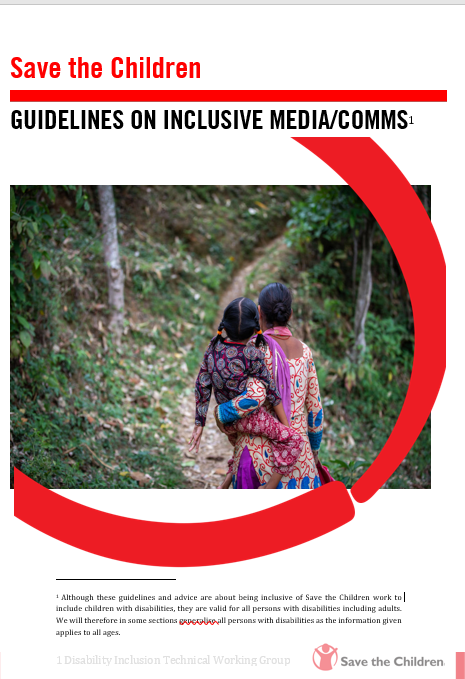 Save the Children
GUIDELINES ON INCLUSIVE MEDIA/COMMS1
1 Although these guidelines and advice are about being inclusive of Save the Children work to
include children with disabilities, they are valid for all persons with disabilities including adults.
We will therefore in some sections generalise all persons with disabilities as the information given
applies to all ages.
1 Disability Inclusion Technical Working Group
Save the Children